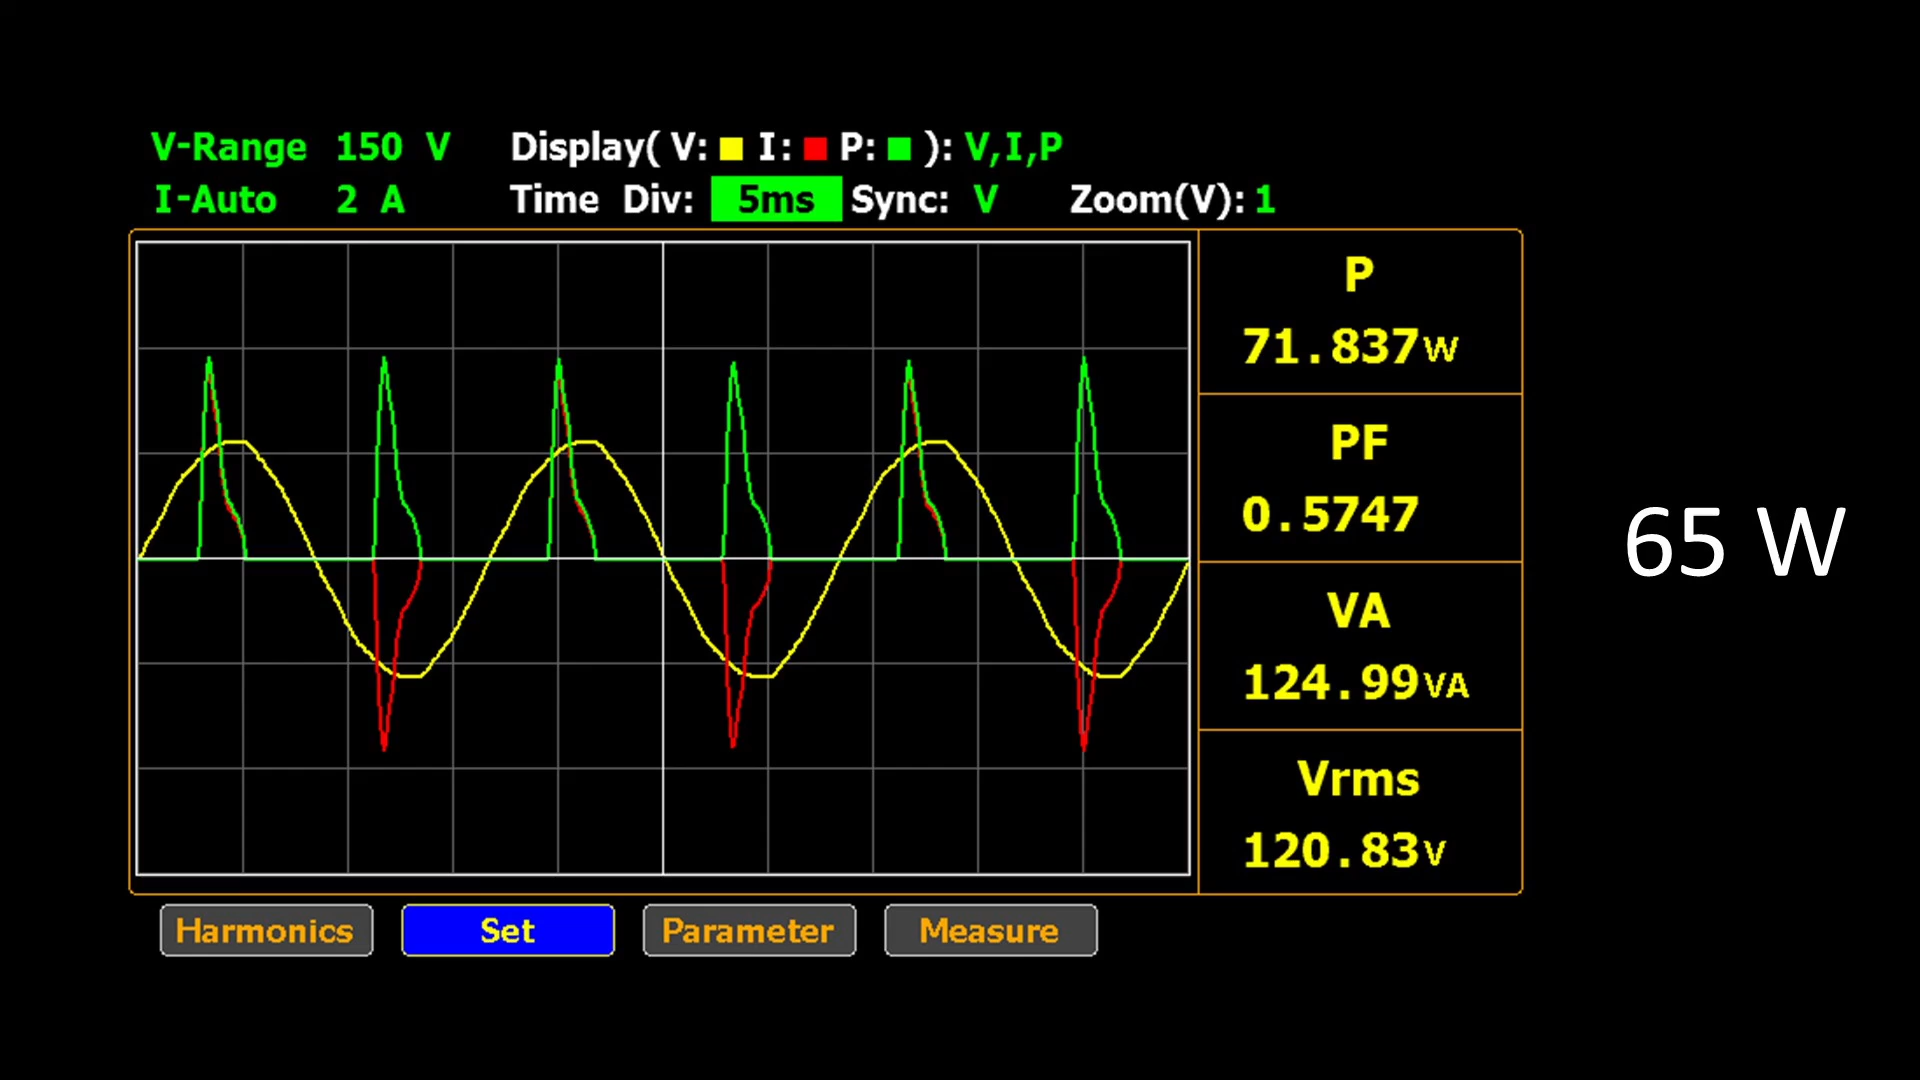 V-Range 150 V Display( V: I: P: ): V,I,P
I-Auto 2 A Time Div: 5ms Sync: V Zoom(V): 1
P
71.837W
PF
0.5747
VA
124.99VA
Vrms
120.83V
65 W
Harmonics Set Parameter Measure